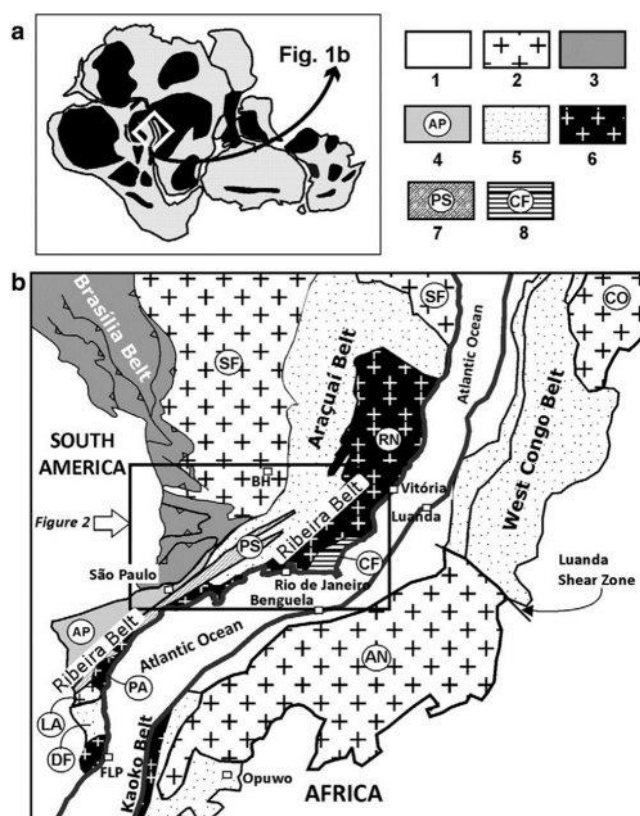 a
Fig. 1b
1
2
3
AP
4
5
6
PS
7
CF
8
b
Brasília Belt
SF
SF
CO
Araçuaí Belt
Atlantic Ocean
West Congo Belt
SOUTH
AMERICA
RN
BH
Vitória
Luanda
Figure 2
Ribeira Belt
PS
CF
São Paulo
Rio de Janeiro
Benguela
Luanda
Shear Zone
AP
Ribeira Belt
Atlantic Ocean
AN
PA
LA
DF
FLP
Kaoko Belt
Opuwo
AFRICA